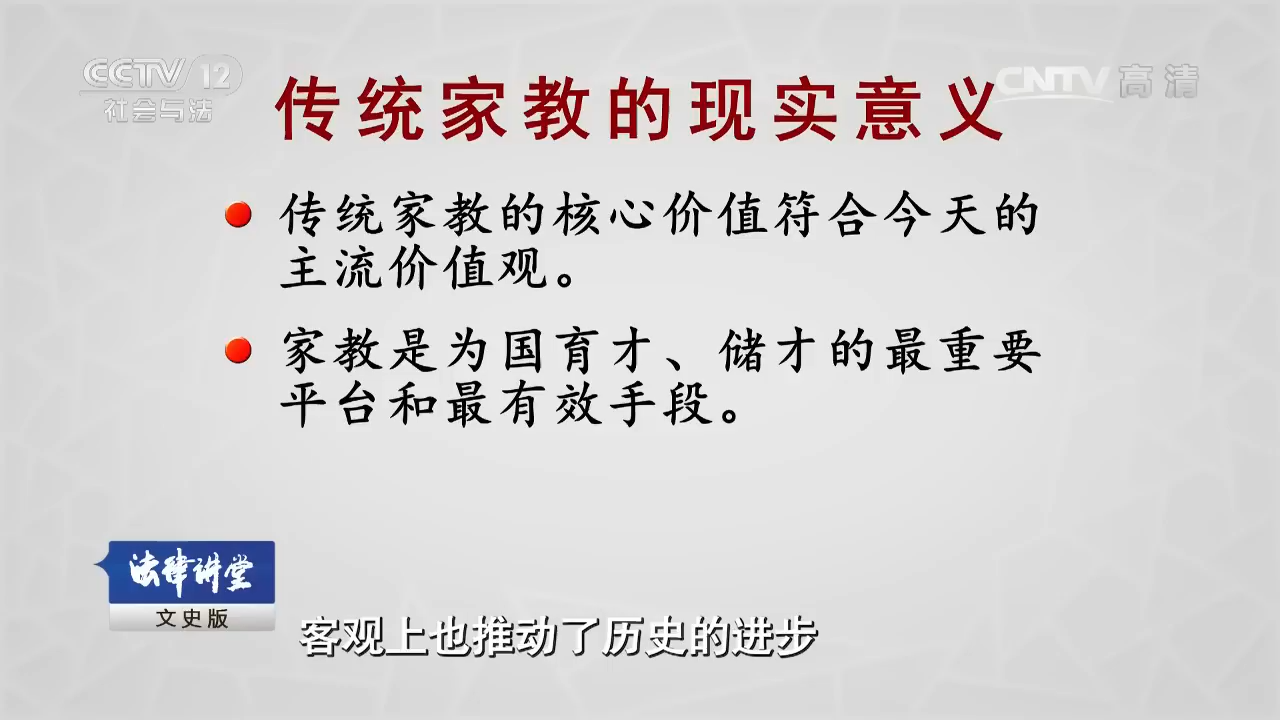 CCTV 12
社会与法
CNTV 高清
传统家教的现实意义
传统家教的核心价值符合今天的
主流价值观。
家教是为国育才、储才的最重要
平台和最有效手段。
法律讲堂
文史版
客观上也推动了历史的进步